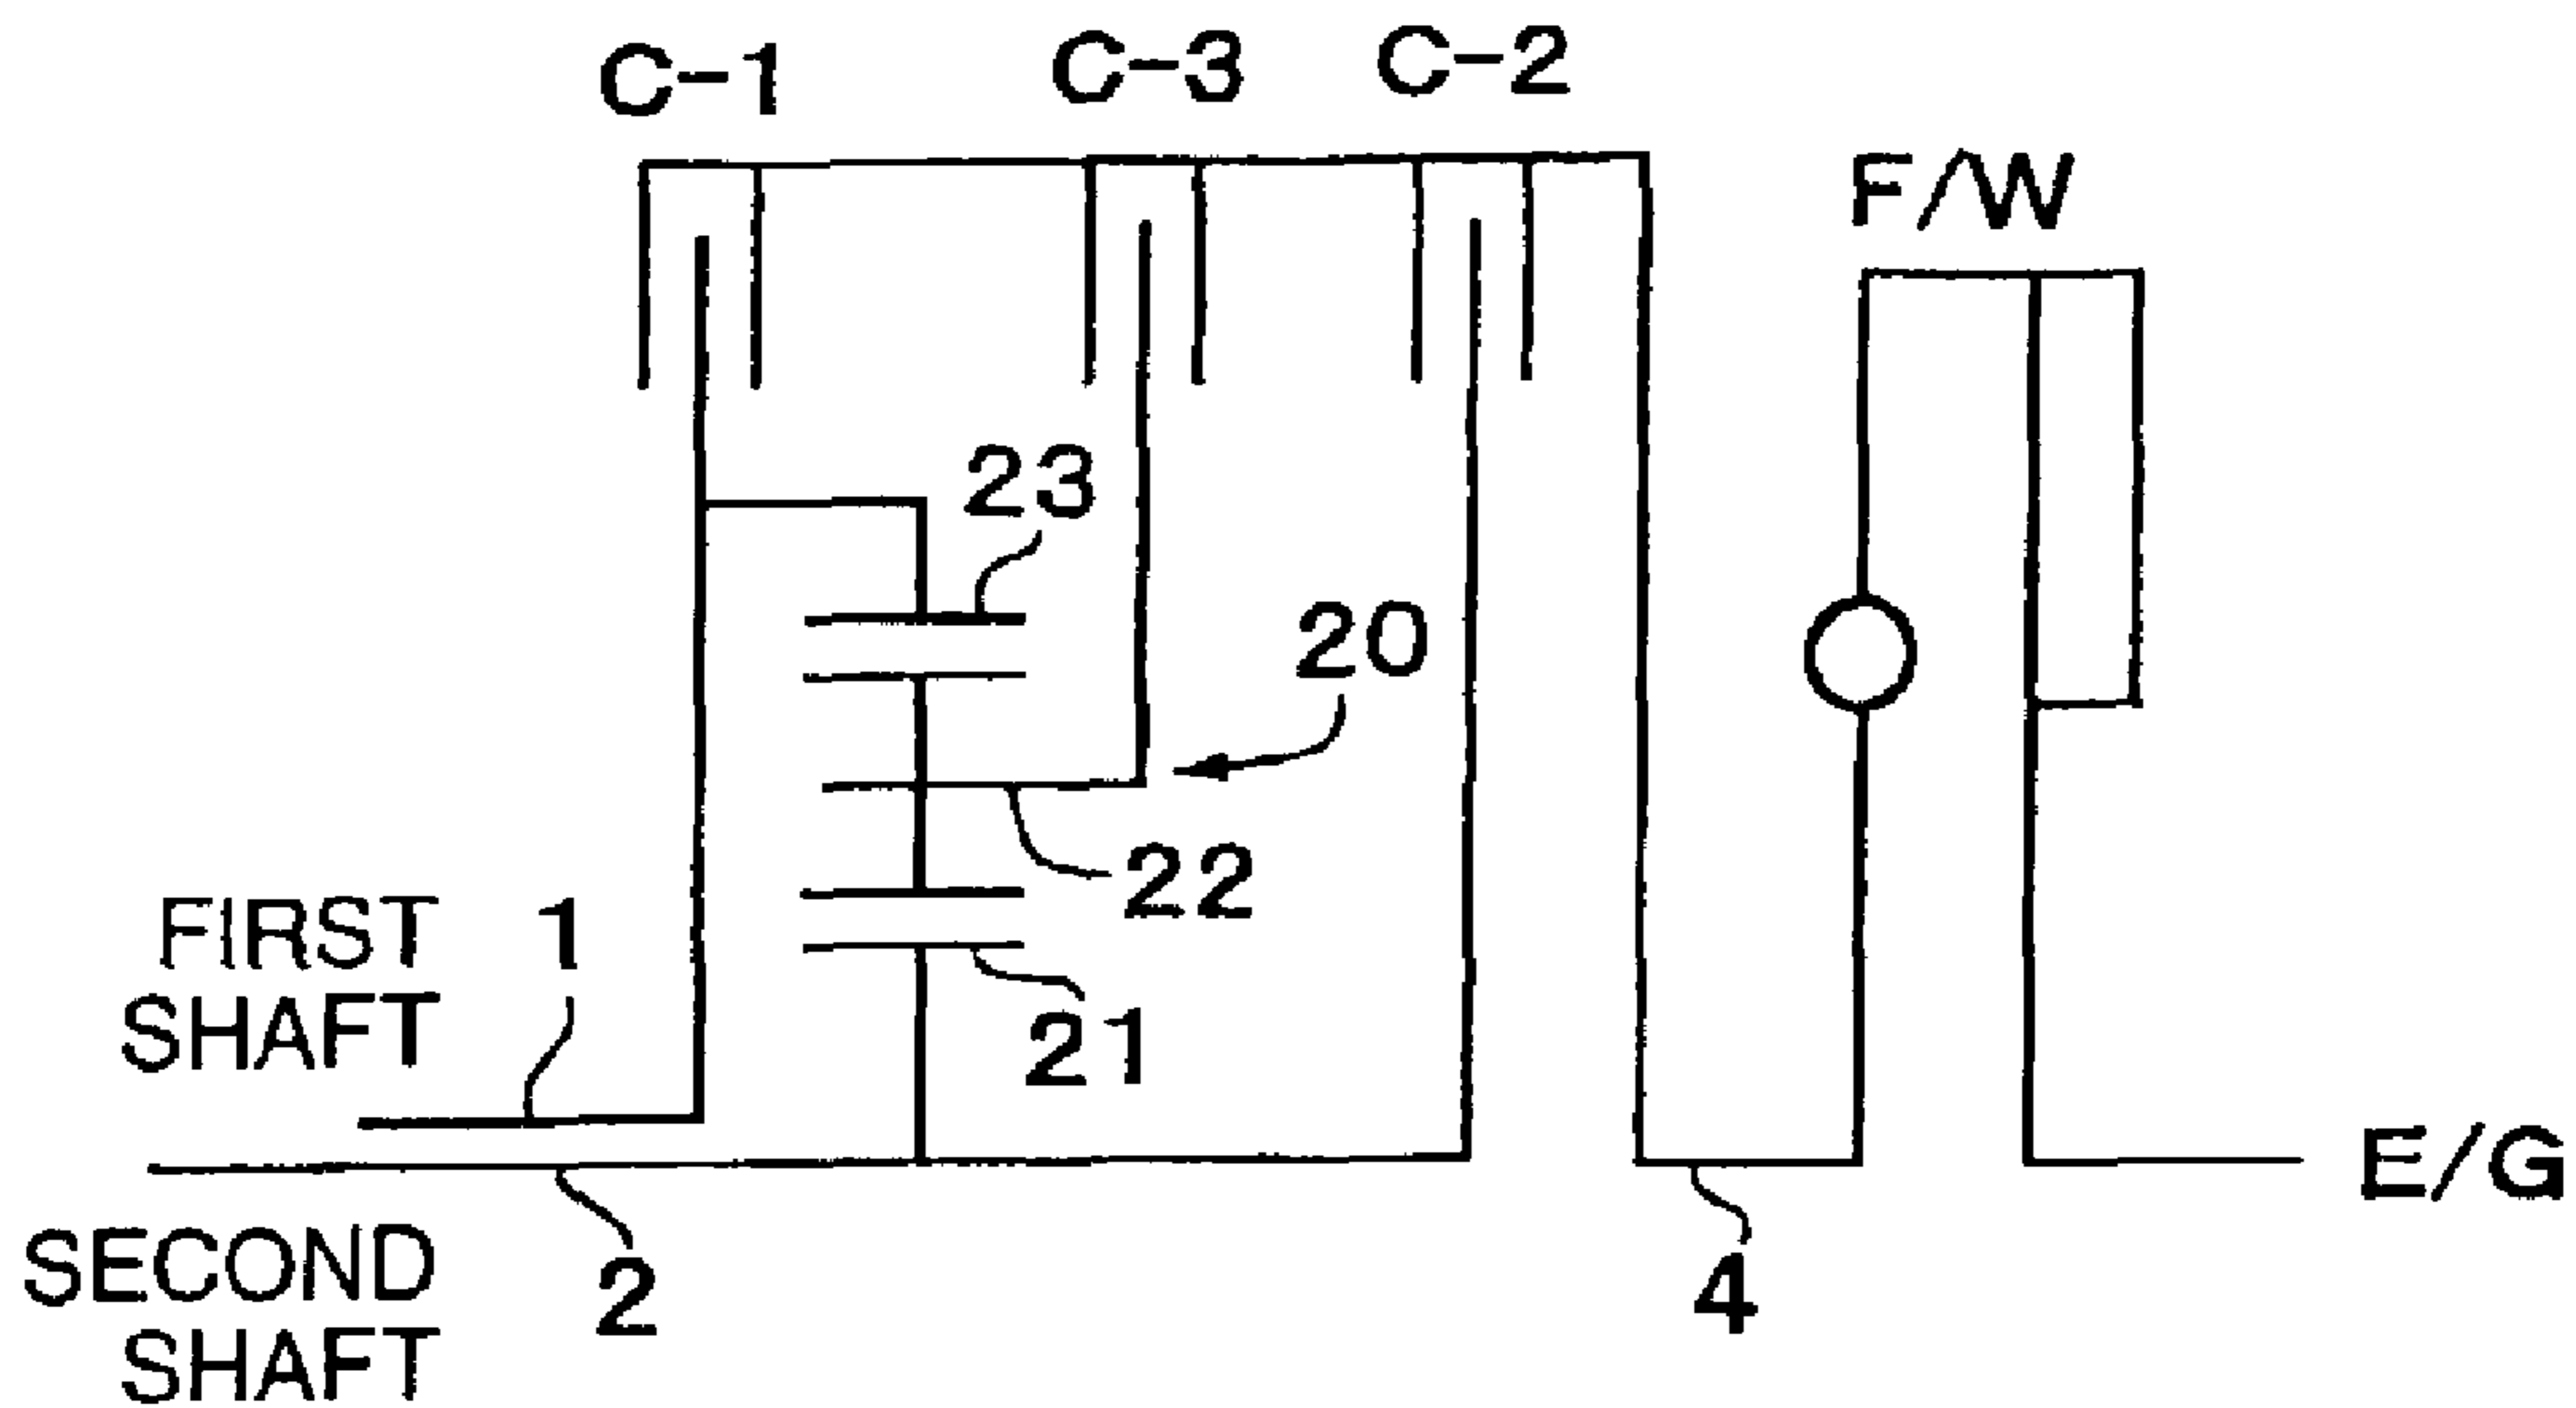 C-1
C-3
C-2
F/W
23
20
22
FIRST
SHAFT
1
21
E/G
SECOND
SHAFT
2
4